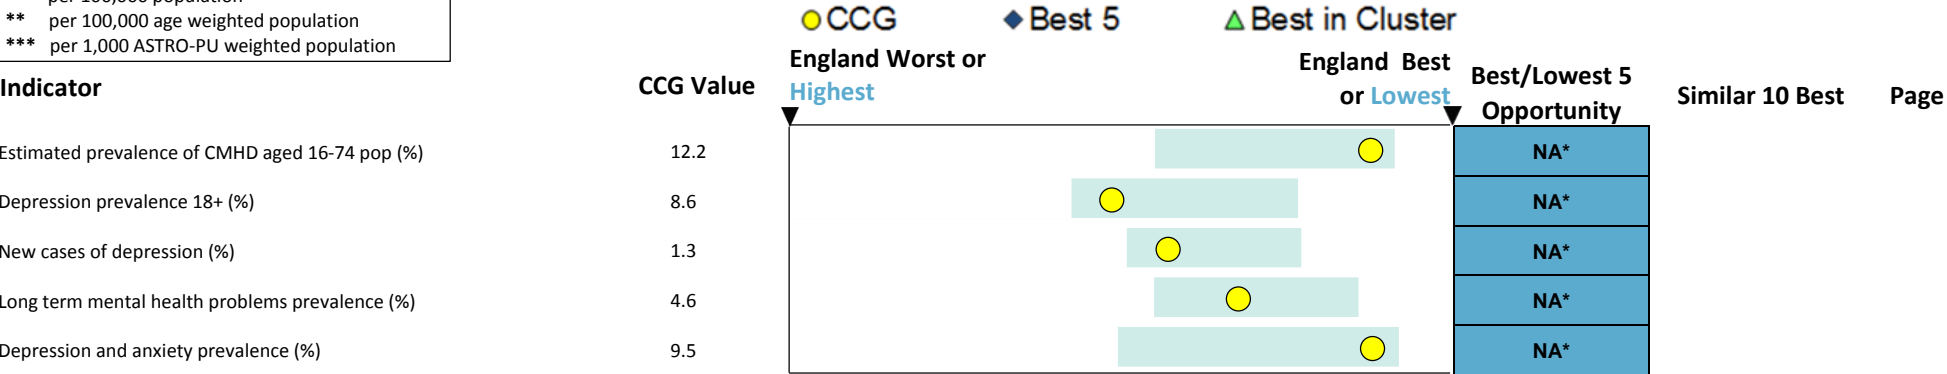 per 100,000 population
** per 100,000 age weighted population
*** per 1,000 ASTRO-PU weighted population
CCG Best 5 Best in Cluster
Indicator
CCG Value
England Worst or
Highest
England Best
or Lowest
Best/Lowest 5
Opportunity
Similar 10 Best
Page
Estimated prevalence of CMHD aged 16-74 pop (%) 12.2 NA*
Depression prevalence 18+ (%) 8.6 NA*
New cases of depression (%) 1.3 NA*
Long term mental health problems prevalence (%) 4.6 NA*
Depression and anxiety prevalence (%) 9.5 NA*